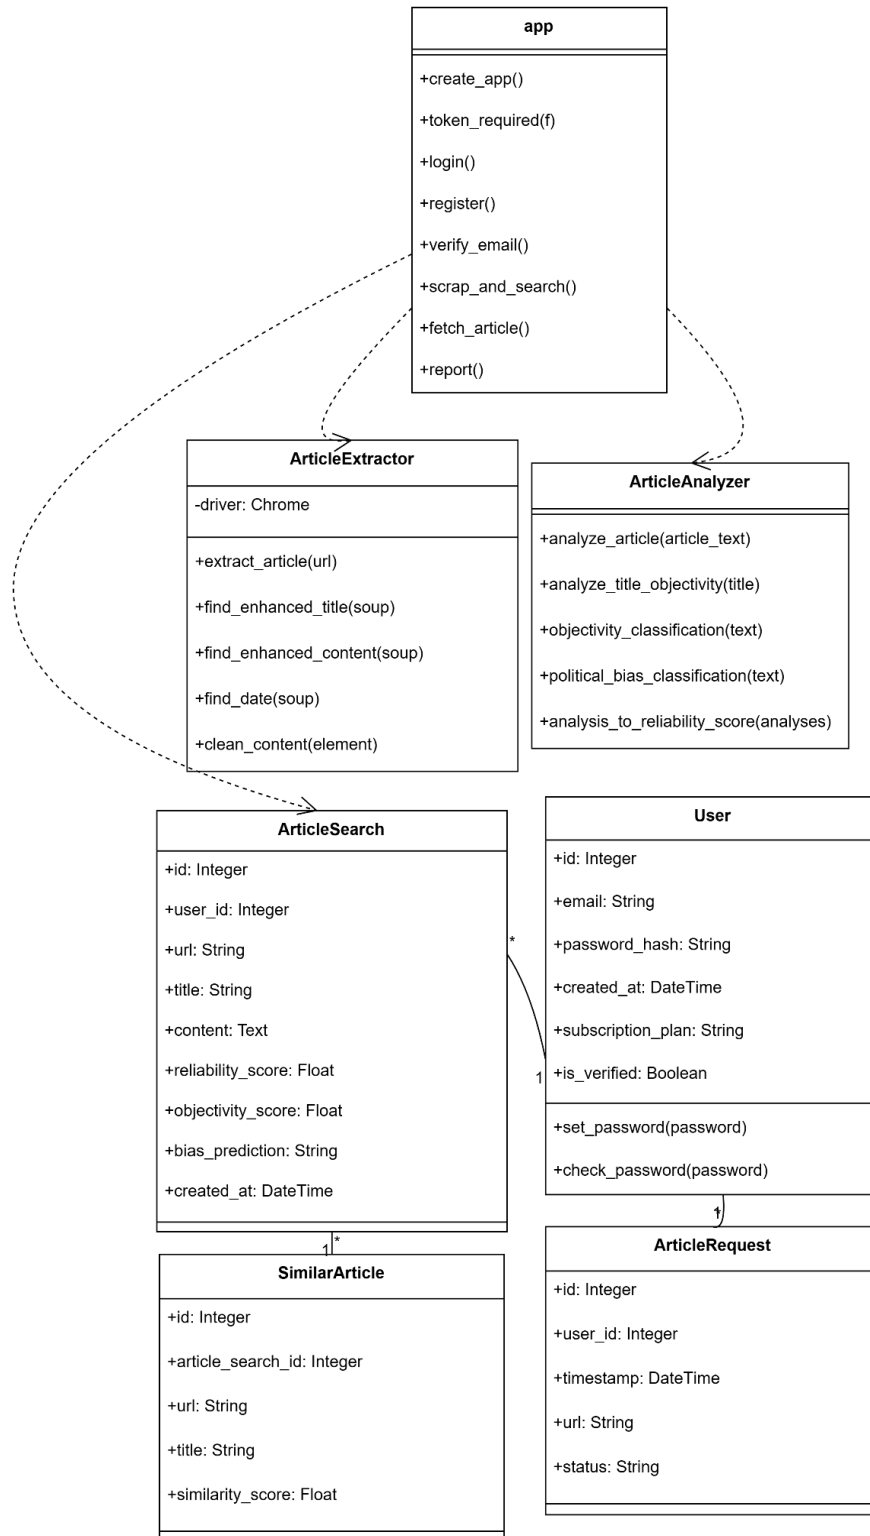 app
+create_app()
+token_required(f)
+login()
+register()
+verify_email()
+scrap_and_search()
+fetch_article()
+report()
ArticleExtractor
-driver: Chrome
+extract_article(url)
+find_enhanced_title(soup)
+find_enhanced_content(soup)
+find_date(soup)
+clean_content(element)
ArticleAnalyzer
+analyze_article(article_text)
+analyze_title_objectivity(title)
+objectivity_classification(text)
+political_bias_classification(text)
+analysis_to_reliability_score(analyses)
ArticleSearch
+id: Integer
+user_id: Integer
+url: String
+title: String
+content: Text
+reliability_score: Float
+objectivity_score: Float
+bias_prediction: String
+created_at: DateTime
*
1
User
+id: Integer
+email: String
+password_hash: String
+created_at: DateTime
+subscription_plan: String
+is_verified: Boolean
+set_password(password)
+check_password(password)
1
*
SimilarArticle
+id: Integer
+article_search_id: Integer
+url: String
+title: String
+similarity_score: Float
1
ArticleRequest
+id: Integer
+user_id: Integer
+timestamp: DateTime
+url: String
+status: String